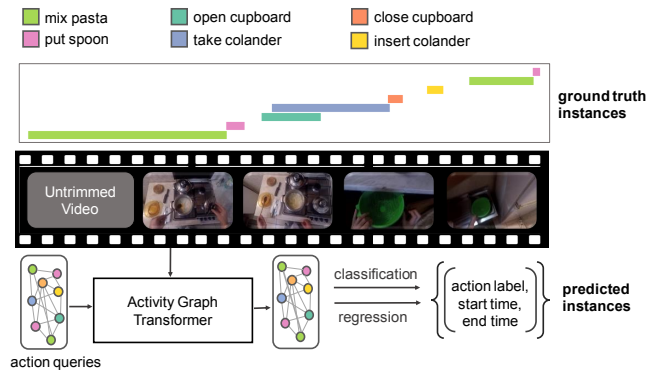 mix pasta
open cupboard
close cupboard
put spoon
take colander
insert colander
ground truth
instances
Untrimmed
Video
classification
regression
Activity Graph
Transformer
action label,
start time,
end time
predicted
instances
action queries